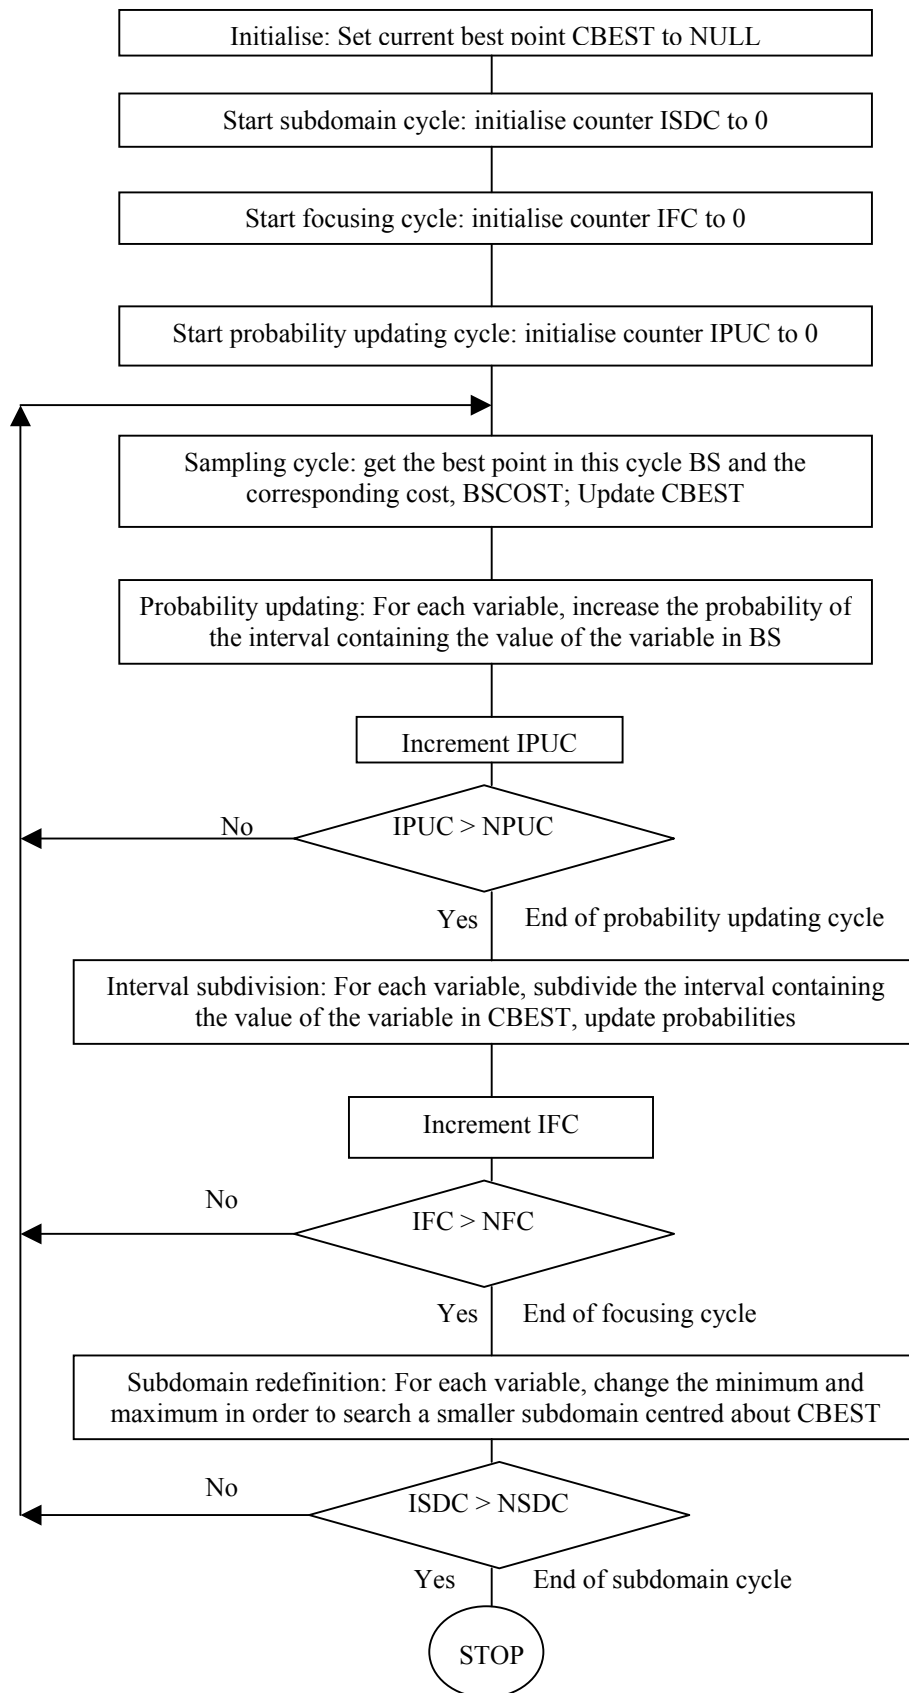 Initialise: Set current best point CBEST to NULL
Start subdomain cycle: initialise counter ISDC to 0
Start focusing cycle: initialise counter IFC to 0
Start probability updating cycle: initialise counter IPUC to 0
Sampling cycle: get the best point in this cycle BS and the
corresponding cost, BSCOST; Update CBEST
Probability updating: For each variable, increase the probability of
the interval containing the value of the variable in BS
Increment IPUC
No
IPUC > NPUC
Yes
End of probability updating cycle
Interval subdivision: For each variable, subdivide the interval containing
the value of the variable in CBEST, update probabilities
Increment IFC
No
IFC > NFC
Yes
End of focusing cycle
Subdomain redefinition: For each variable, change the minimum and
maximum in order to search a smaller subdomain centred about CBEST
No
ISDC > NSDC
Yes
End of subdomain cycle
STOP